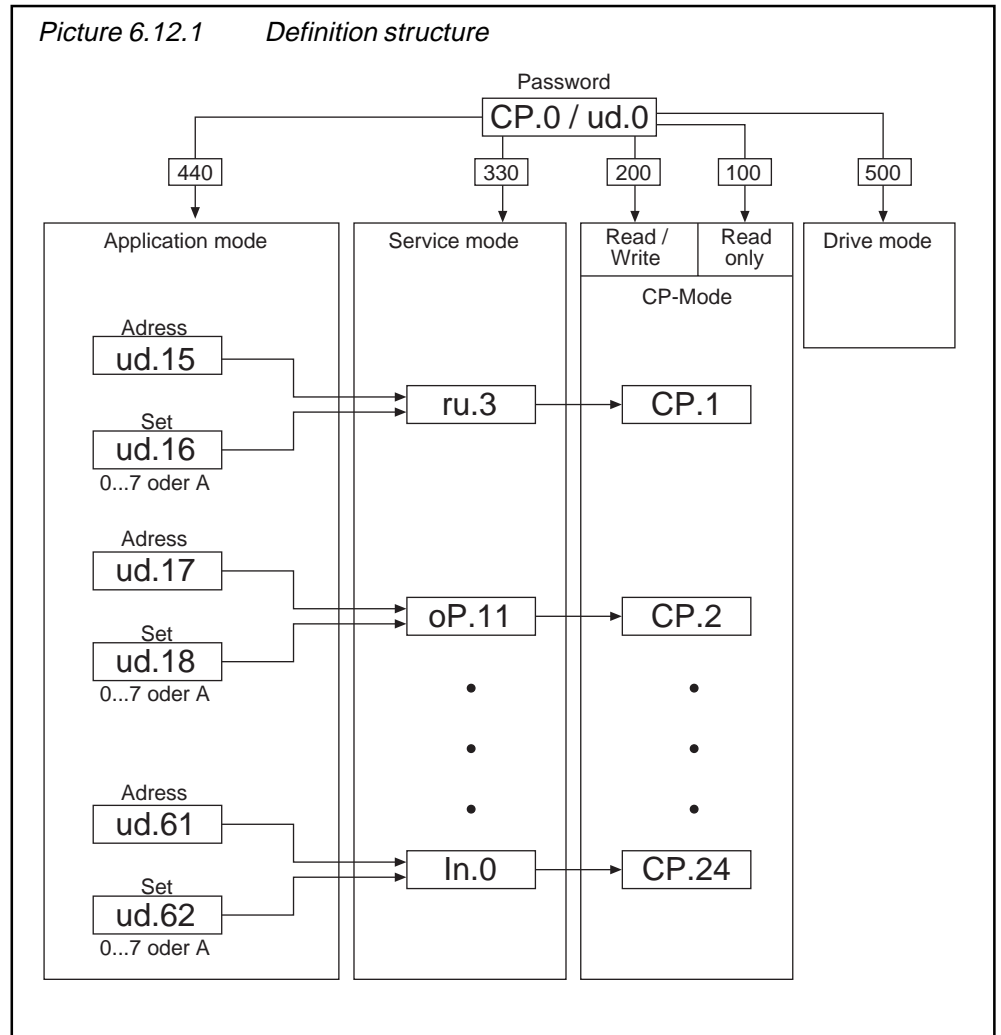 Picture 6.12.1 Definition structure
Password
CP.0 / ud.0
440 330 200 100 500
Application mode
Service mode
Read /
Write
Read
only
CP-Mode
Drive mode
Adress
ud.15
Set
ud.16
0...7 oder A
ru.3
CP.1
Adress
ud.17
Set
ud.18
0...7 oder A
oP.11
CP.2
Adress
ud.61
Set
ud.62
0...7 oder A
In.0
CP.24